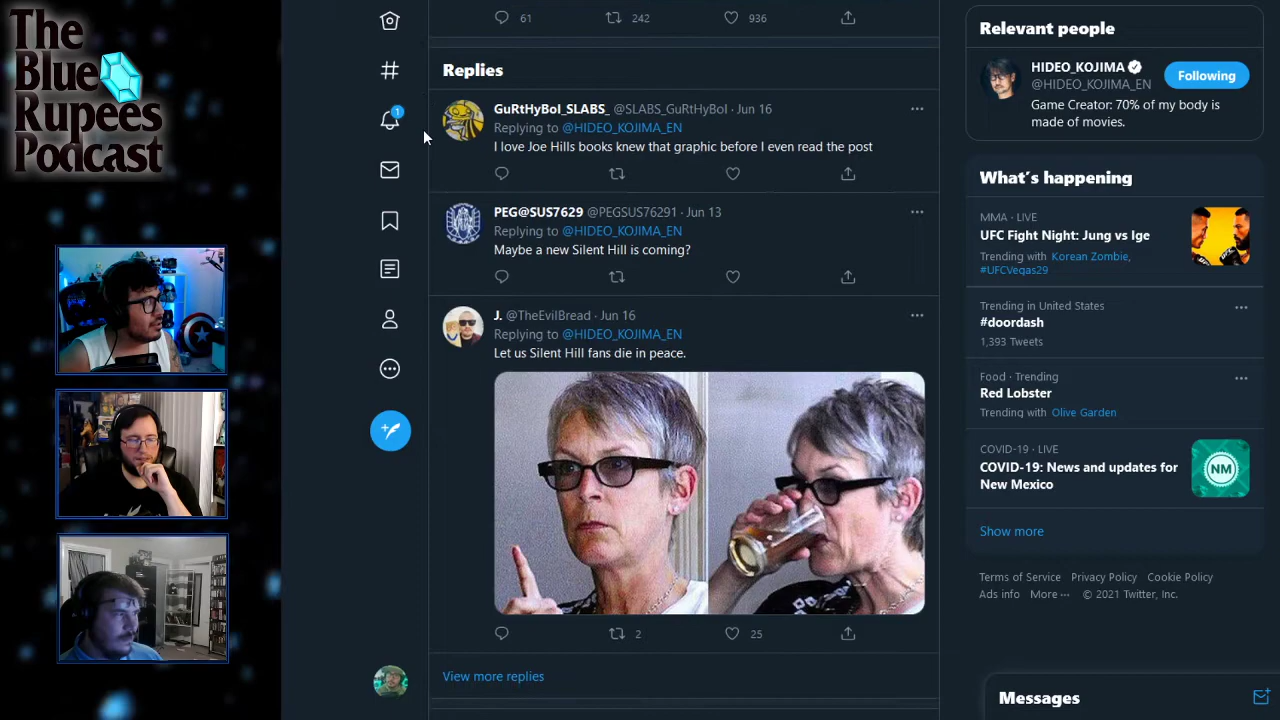 The
Blue
Rupees
Podcast
1
61
242
936
Replies
GuRtHyBoI_SLABS_ @SLABS_GuRtHyBoI · Jun 16
Replying to @HIDEO_KOJIMA_EN
I love Joe Hills books knew that graphic before I even read the post
PEG@SUS7629 @PEGSUS76291 · Jun 13
Replying to @HIDEO_KOJIMA_EN
Maybe a new Silent Hill is coming?
J. @TheEvilBread · Jun 16
Replying to @HIDEO_KOJIMA_EN
Let us Silent Hill fans die in peace.
2
25
View more replies
Relevant people
HIDEO_KOJIMA
@HIDEO_KOJIMA_EN
Following
Game Creator: 70% of my body is
made of movies.
What's happening
MMA · LIVE
UFC Fight Night: Jung vs Ige
Trending with Korean Zombie,
#UFCVegas29
Trending in United States
#doordash
1,393 Tweets
Food · Trending
Red Lobster
Trending with Olive Garden
COVID-19 · LIVE
COVID-19: News and updates for
New Mexico
NM
Show more
Terms of Service Privacy Policy Cookie Policy
Ads info More ··· © 2021 Twitter, Inc.
Messages